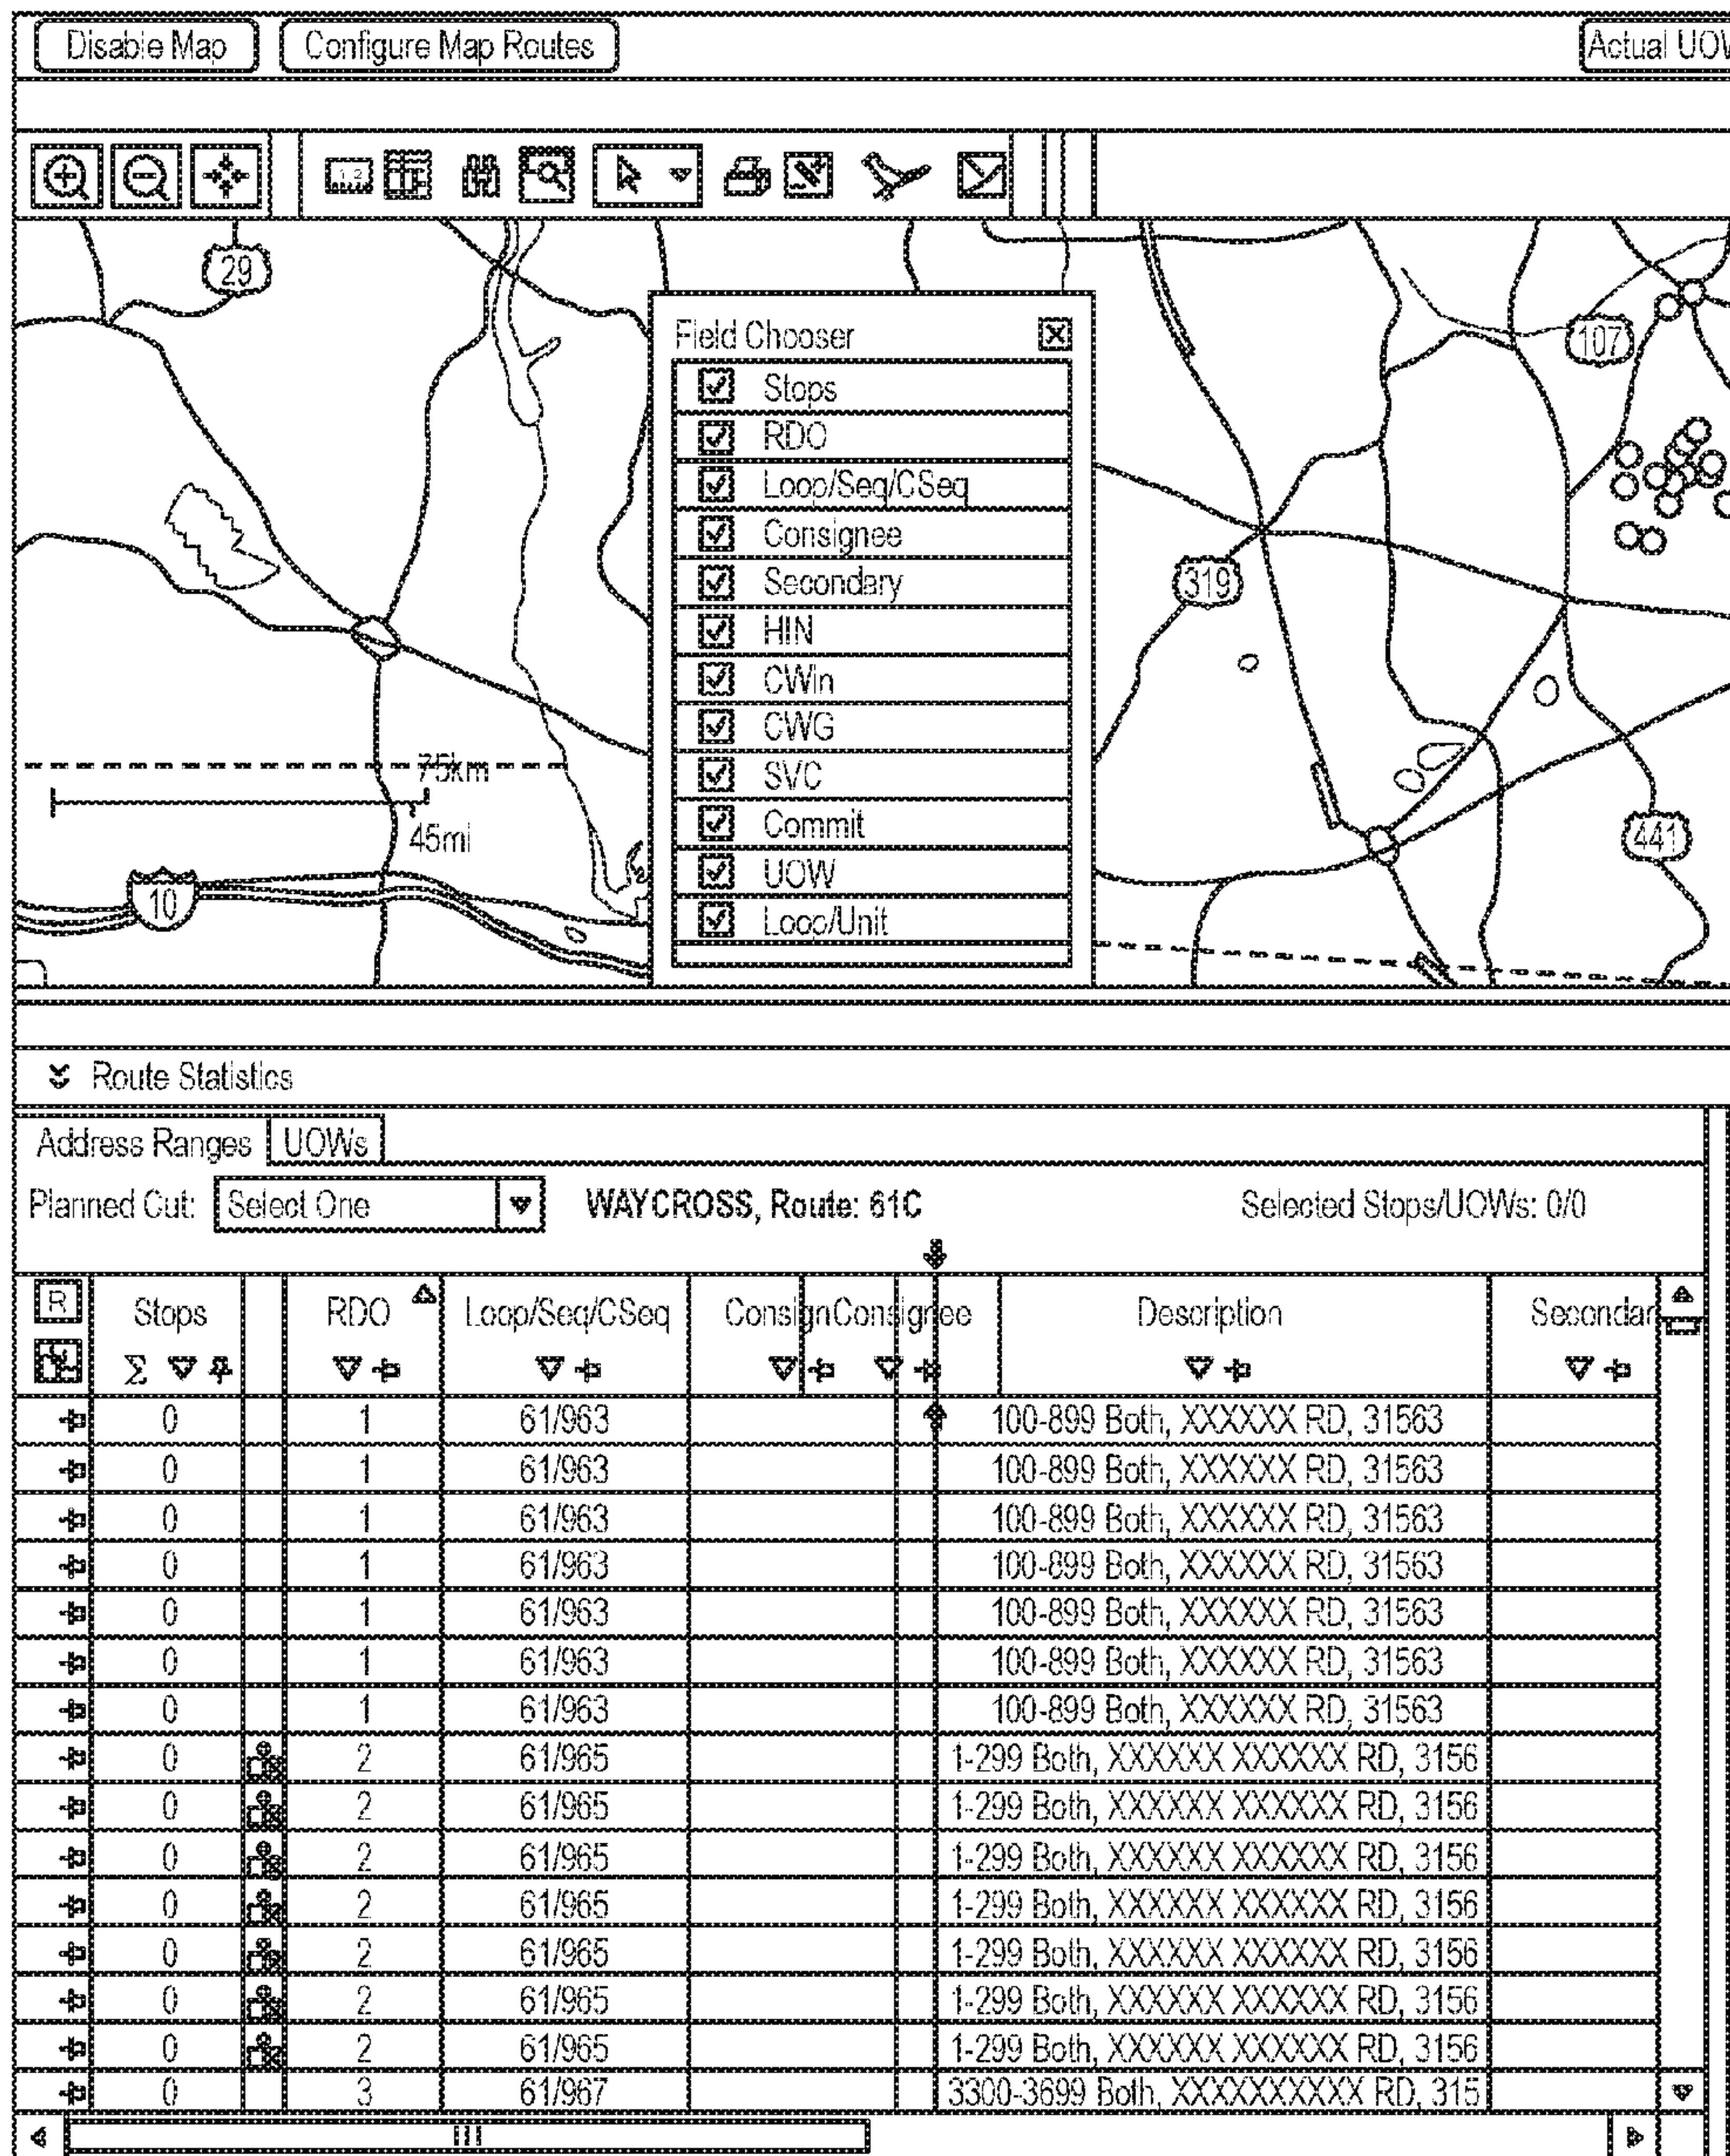 Disable Map Configure Map Routes Actual UOW
1 2
29
107
Field Chooser
Stops
RDO
Loop/Seq/CSeq
Consignee
Secondary
HIN
CWin
CWG
SVC
Commit
UOW
Loop/Unit
319
75km
45mi
441
10
Route Statistics
Address Ranges UOWs
Planned Cut: Select One WAYCROSS, Route: 61C Selected Stops/UOWs: 0/0
R Stops RDO Loop/Seq/CSeq Consign Consignee Description Secondar
Σ
0 1 61/963 100-899 Both, XXXXXX RD, 31563
0 1 61/963 100-899 Both, XXXXXX RD, 31563
0 1 61/963 100-899 Both, XXXXXX RD, 31563
0 1 61/963 100-899 Both, XXXXXX RD, 31563
0 1 61/963 100-899 Both, XXXXXX RD, 31563
0 1 61/963 100-899 Both, XXXXXX RD, 31563
0 1 61/963 100-899 Both, XXXXXX RD, 31563
0 2 61/965 1-299 Both, XXXXXX XXXXXX RD, 3156
0 2 61/965 1-299 Both, XXXXXX XXXXXX RD, 3156
0 2 61/965 1-299 Both, XXXXXX XXXXXX RD, 3156
0 2 61/965 1-299 Both, XXXXXX XXXXXX RD, 3156
0 2 61/965 1-299 Both, XXXXXX XXXXXX RD, 3156
0 2 61/965 1-299 Both, XXXXXX XXXXXX RD, 3156
0 2 61/965 1-299 Both, XXXXXX XXXXXX RD, 3156
0 3 61/967 3300-3699 Both, XXXXXXXXXX RD, 315